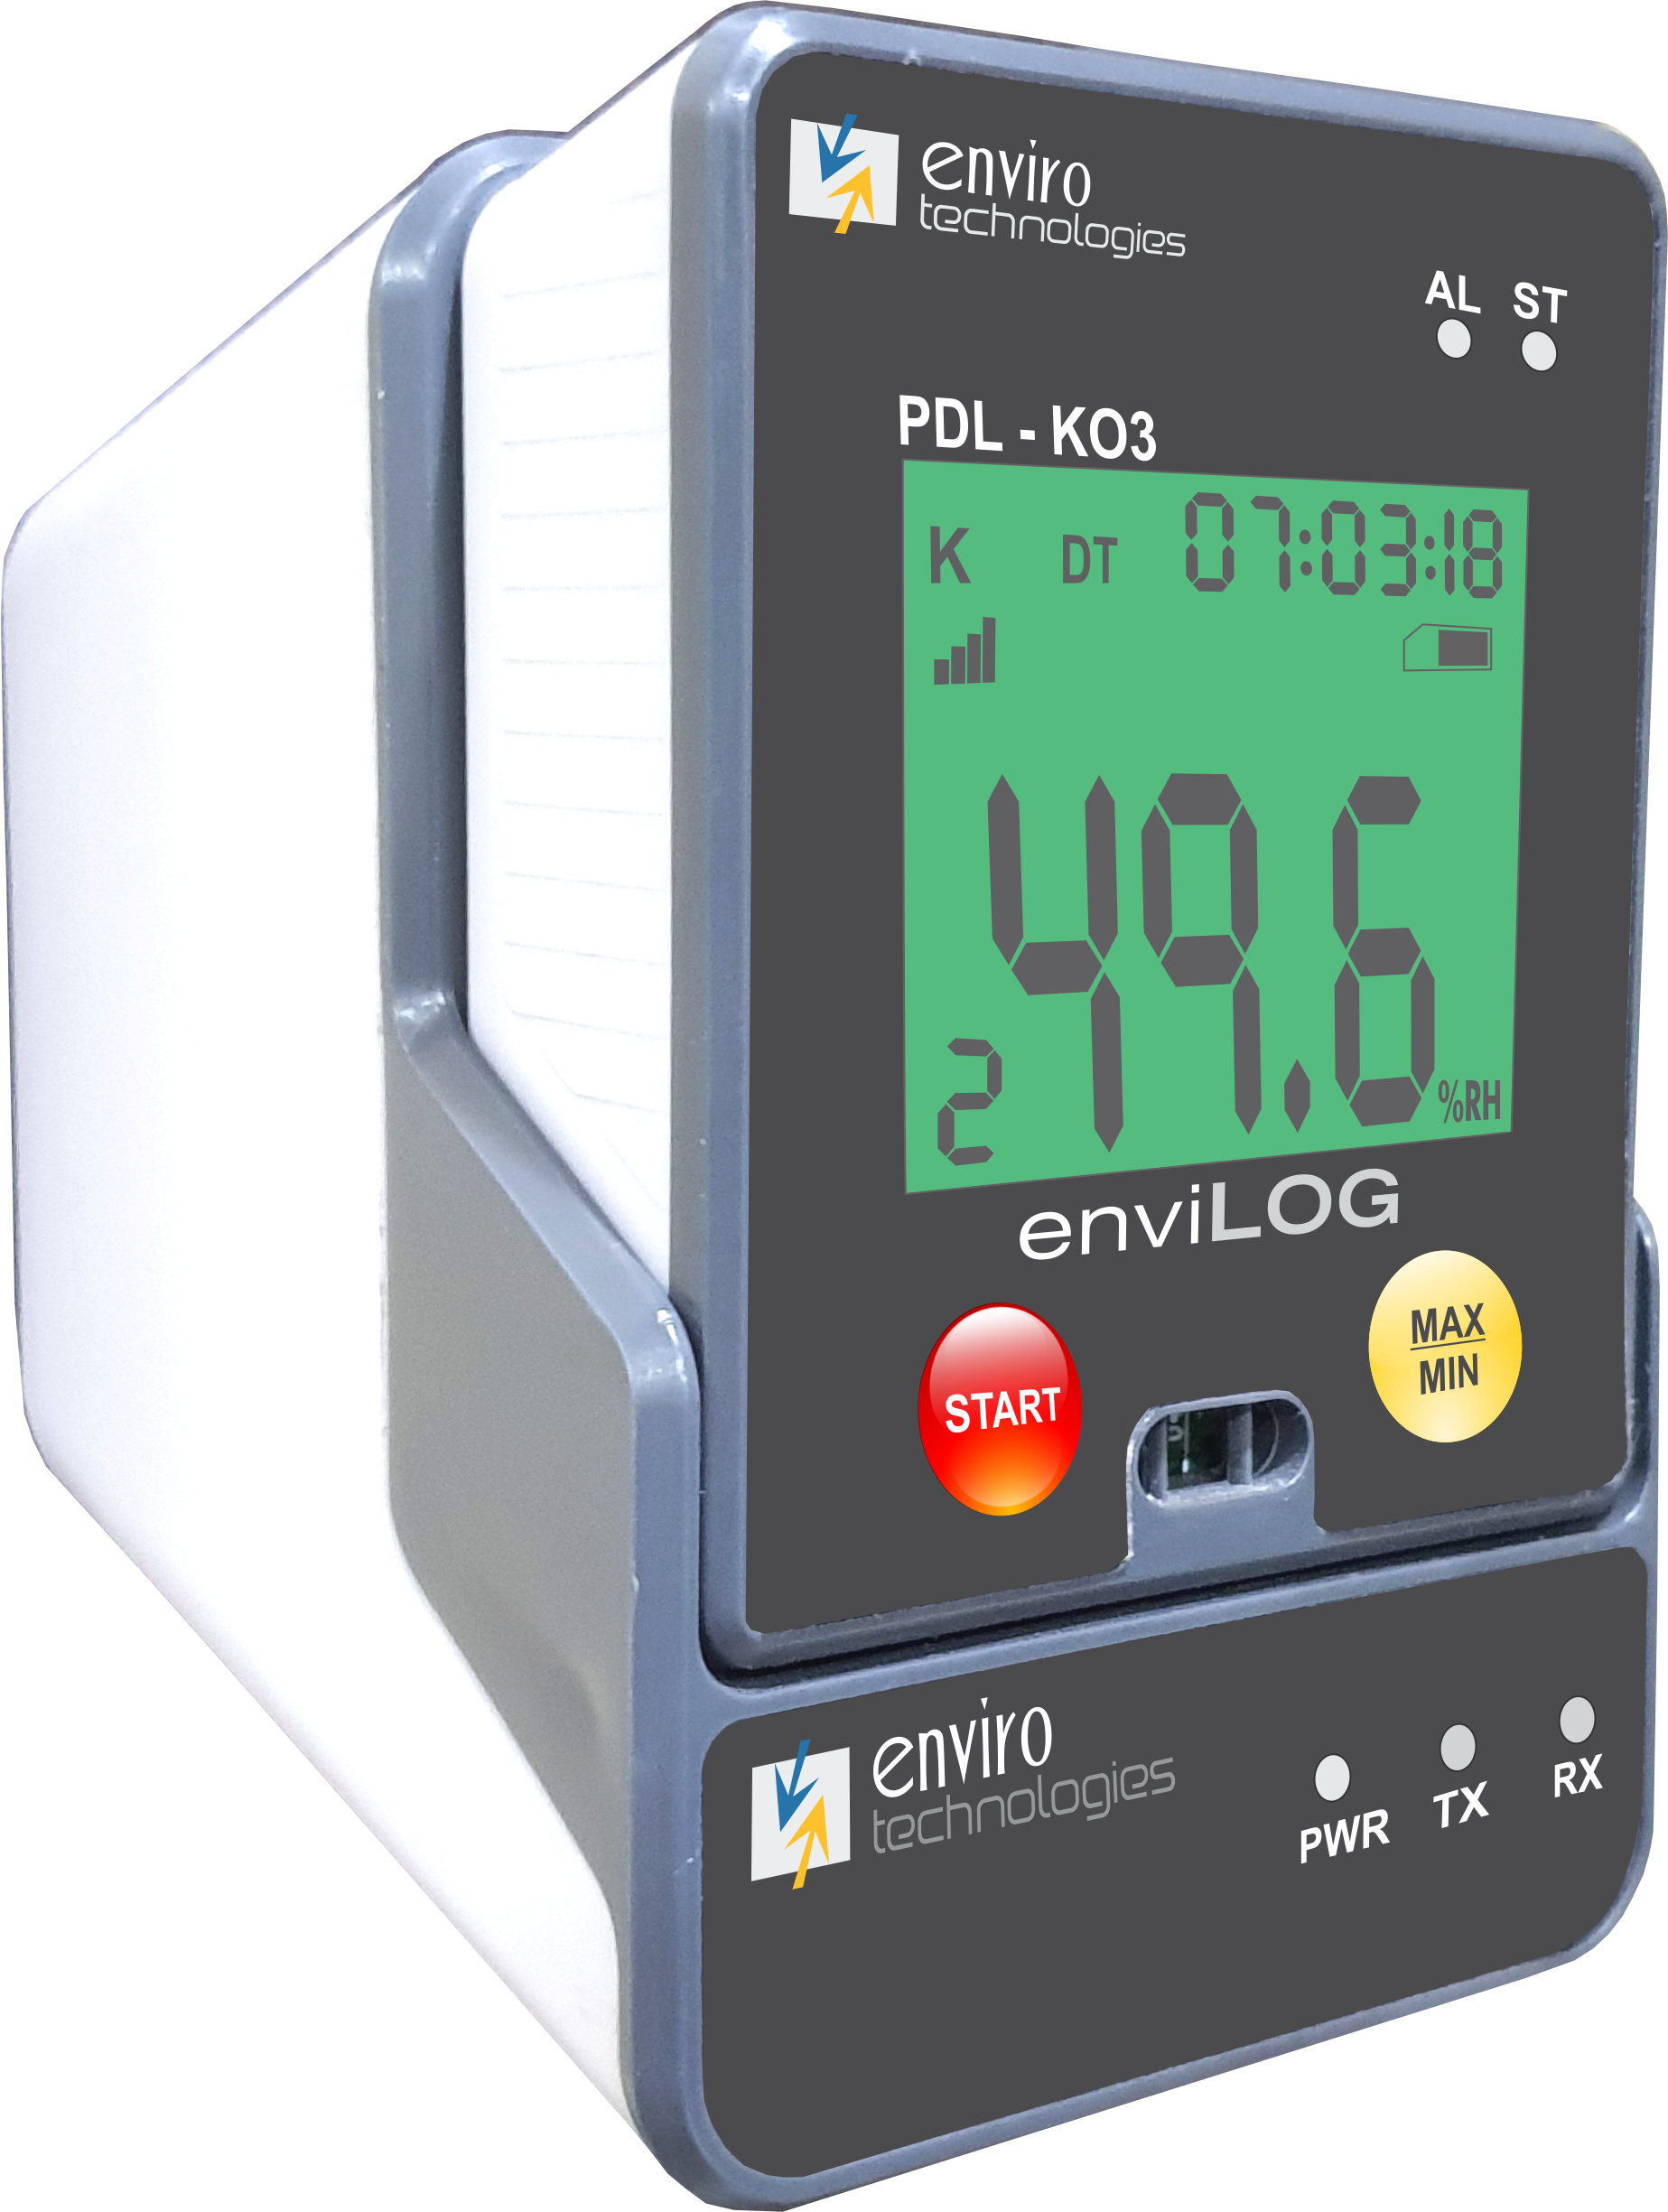 enviro
technologies
AL ST
PDL - KO3
K DT 07:03:18
2 49.6 %RH
enviLOG
START
MAX
MIN
enviro
technologies
PWR TX RX